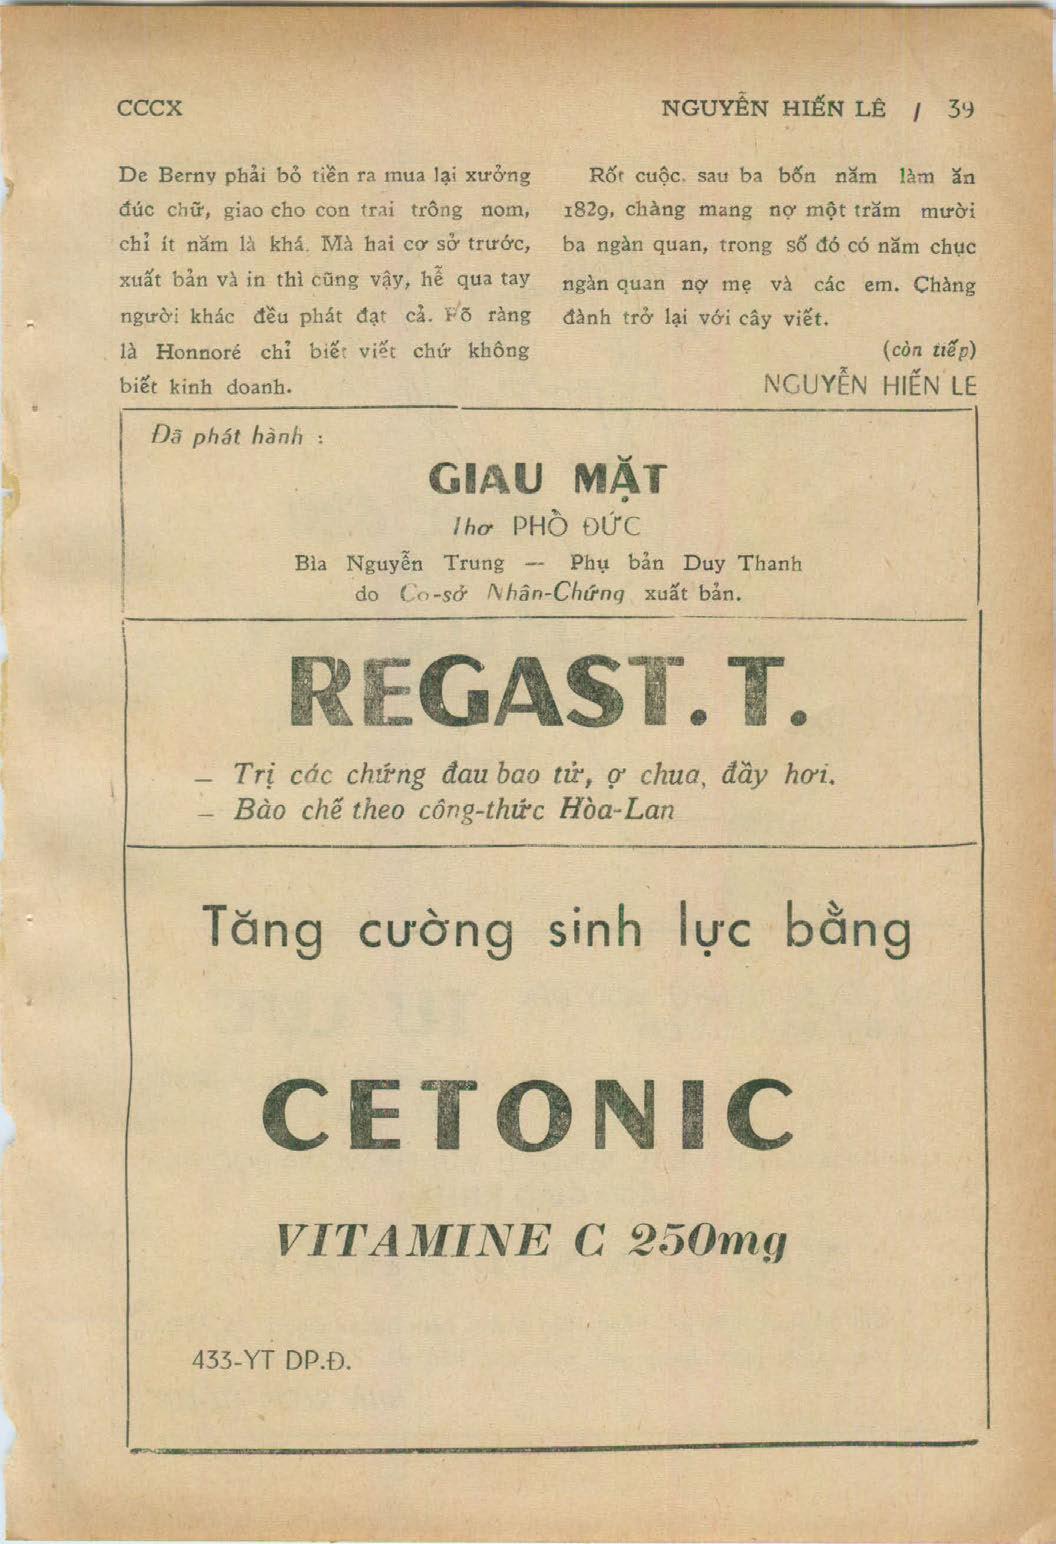 CCCX NGUYỄN HIẾN LÊ / 39
De Berny phải bỏ tiền ra mua lại xưởng
đúc chữ, giao cho con trai trông nom,
chỉ ít năm là khá. Mà hai cơ sở trước,
xuất bản và in thì cũng vậy, hễ qua tay
người khác đều phát đạt cả. Rõ ràng
là Honnoré chỉ biết viết chứ không
biết kinh doanh.
Rốt cuộc, sau ba bốn năm làm ăn
1829, chàng mang nợ một trăm mười
ba ngàn quan, trong số đó có năm chục
ngàn quan nợ mẹ và các em. Chàng
đành trở lại với cây viết.
(còn tiếp)
NGUYỄN HIẾN LE
Đã phát hành :
GIAU MẶT
Thơ PHỒ ĐỨC
Bìa Nguyễn Trung — Phụ bản Duy Thanh
do Cơ-sở Nhân-Chứng xuất bản.
REGAST. T.
– Trị các chứng đau bao tử, ợ chua, đầy hơi.
– Bào chế theo công-thức Hòa-Lan
Tăng cường sinh lực bằng
CETONIC
VITAMINE C 250mg
433-YT DP.Đ.